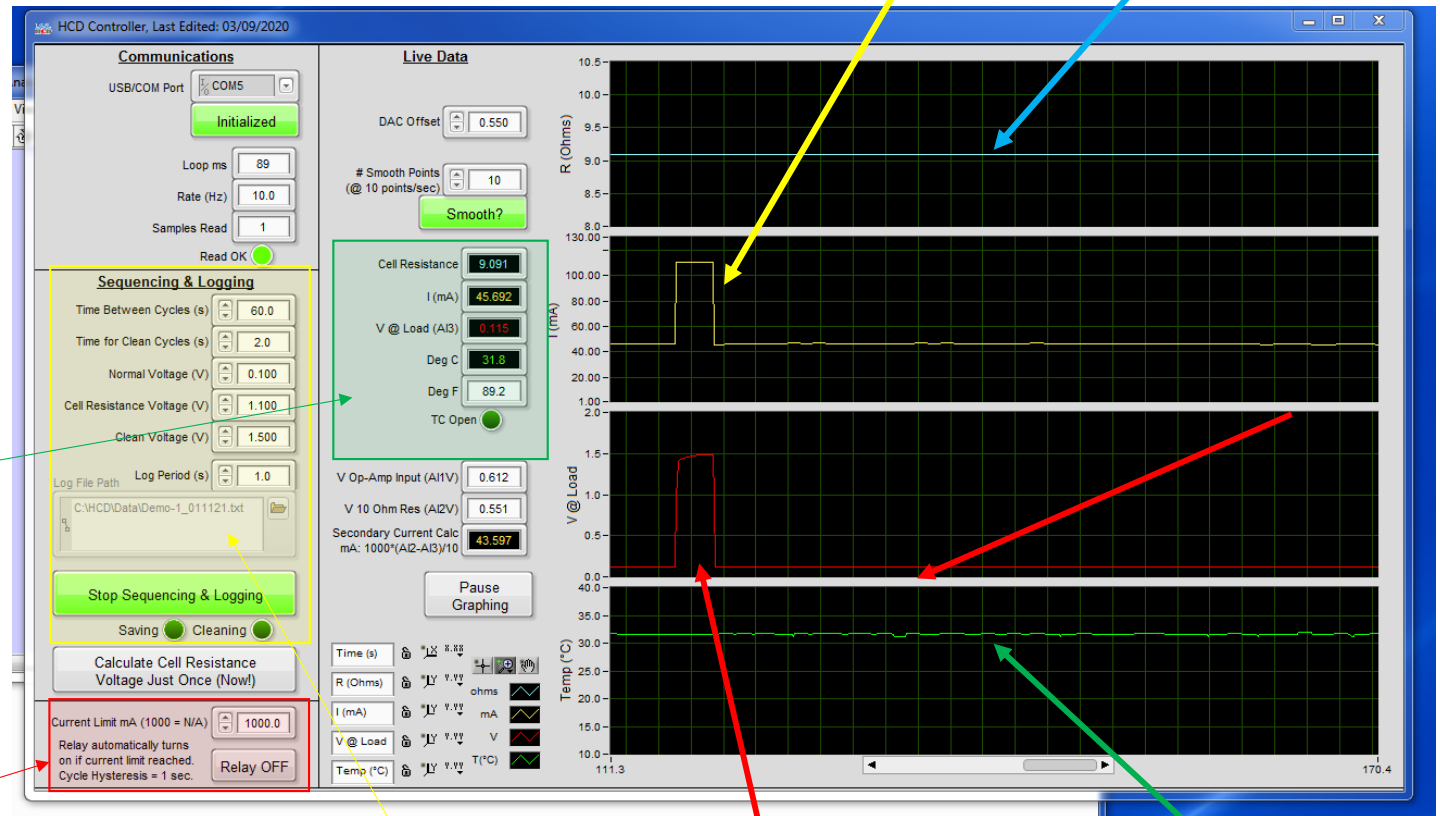 HCD Controller, Last Edited: 03/09/2020
Communications
USB/COM Port
COM5
Initialized
Loop ms
89
Rate (Hz)
10.0
Samples Read
1
Read OK
Sequencing & Logging
Time Between Cycles (s)
60.0
Time for Clean Cycles (s)
2.0
Normal Voltage (V)
0.100
Cell Resistance Voltage (V)
1.100
Clean Voltage (V)
1.500
Log Period (s)
1.0
Log File Path
C:\HCD\Data\Demo-1_011121.txt
Stop Sequencing & Logging
Saving
Cleaning
Calculate Cell Resistance
Voltage Just Once (Now!)
Current Limit mA (1000 = N/A)
1000.0
Relay automatically turns
on if current limit reached.
Cycle Hysteresis = 1 sec.
Relay OFF
Live Data
DAC Offset
0.550
# Smooth Points
(@ 10 points/sec)
10
Smooth?
Cell Resistance
9.091
I (mA)
45.692
V @ Load (AI3)
0.115
Deg C
31.8
Deg F
89.2
TC Open
V Op-Amp Input (AI1V)
0.612
V 10 Ohm Res (AI2V)
0.551
Secondary Current Calc
mA: 1000*(AI2-AI3)/10
43.597
Pause
Graphing
Time (s)
R (Ohms)
I (mA)
V @ Load
Temp (°C)
ohms
mA
V
T(°C)
R (Ohms)
10.5
10.0
9.5
9.0
8.5
8.0
I (mA)
130.00
100.00
80.00
60.00
40.00
20.00
1.00
V @ Load
2.0
1.5
1.0
0.5
0.0
Temp (°C)
40.0
35.0
30.0
25.0
20.0
15.0
10.0
111.3
170.4